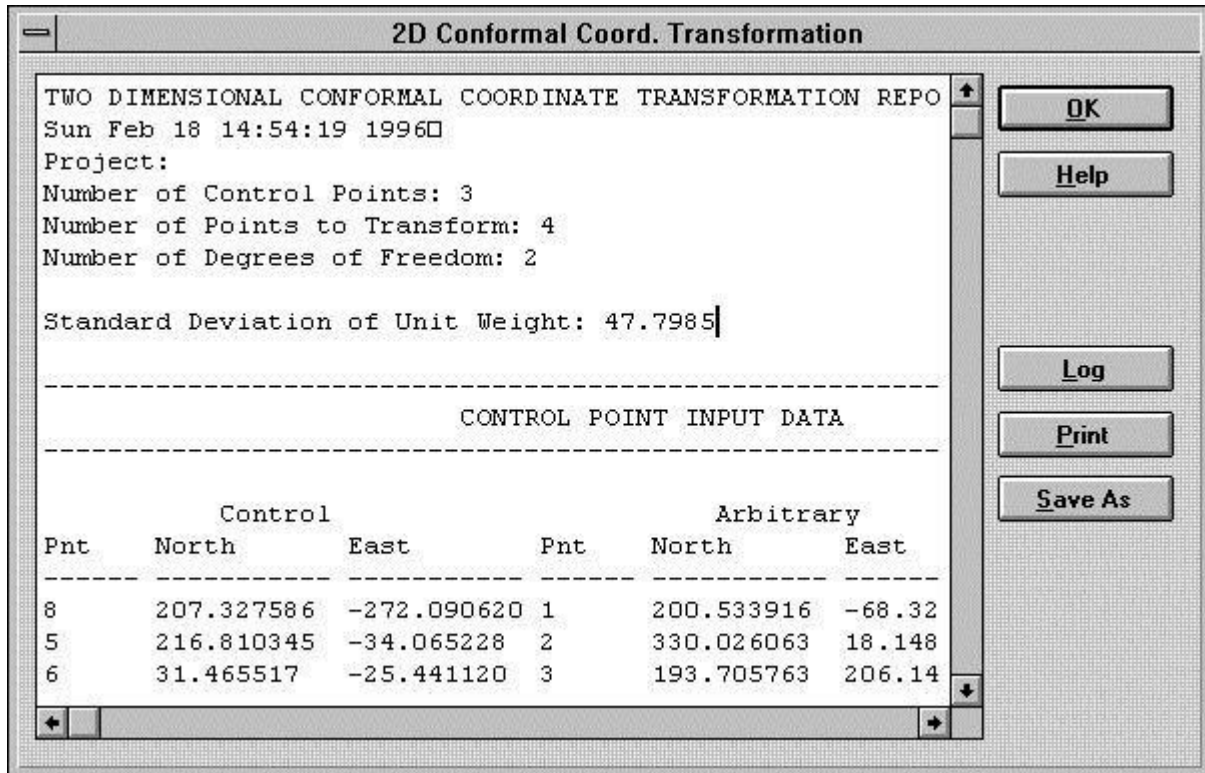 2D Conformal Coord. Transformation
TWO DIMENSIONAL CONFORMAL COORDINATE TRANSFORMATION REPO
Sun Feb 18 14:54:19 1996□
Project:
Number of Control Points: 3
Number of Points to Transform: 4
Number of Degrees of Freedom: 2
Standard Deviation of Unit Weight: 47.7985
CONTROL POINT INPUT DATA
Control Arbitrary
Pnt North East Pnt North East
8 207.327586 -272.090620 1 200.533916 -68.32
5 216.810345 -34.065228 2 330.026063 18.148
6 31.465517 -25.441120 3 193.705763 206.14
OK
Help
Log
Print
Save As